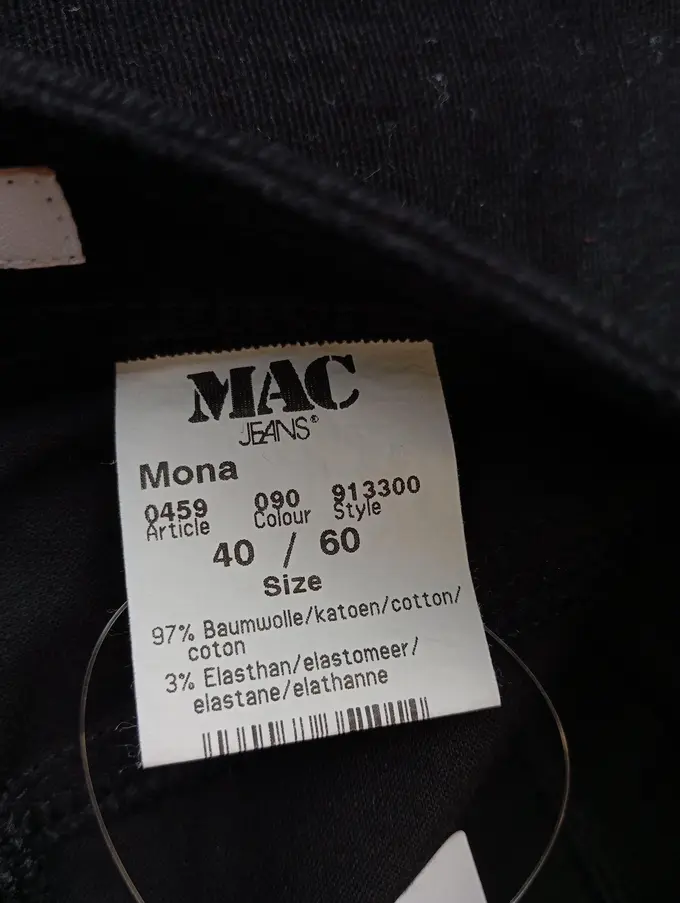 MAC
JEANS®
Mona
0459 090 913300
Article Colour Style
40 / 60
Size
97% Baumwolle/katoen/cotton/
coton
3% Elasthan/elastomeer/
elastane/elathanne